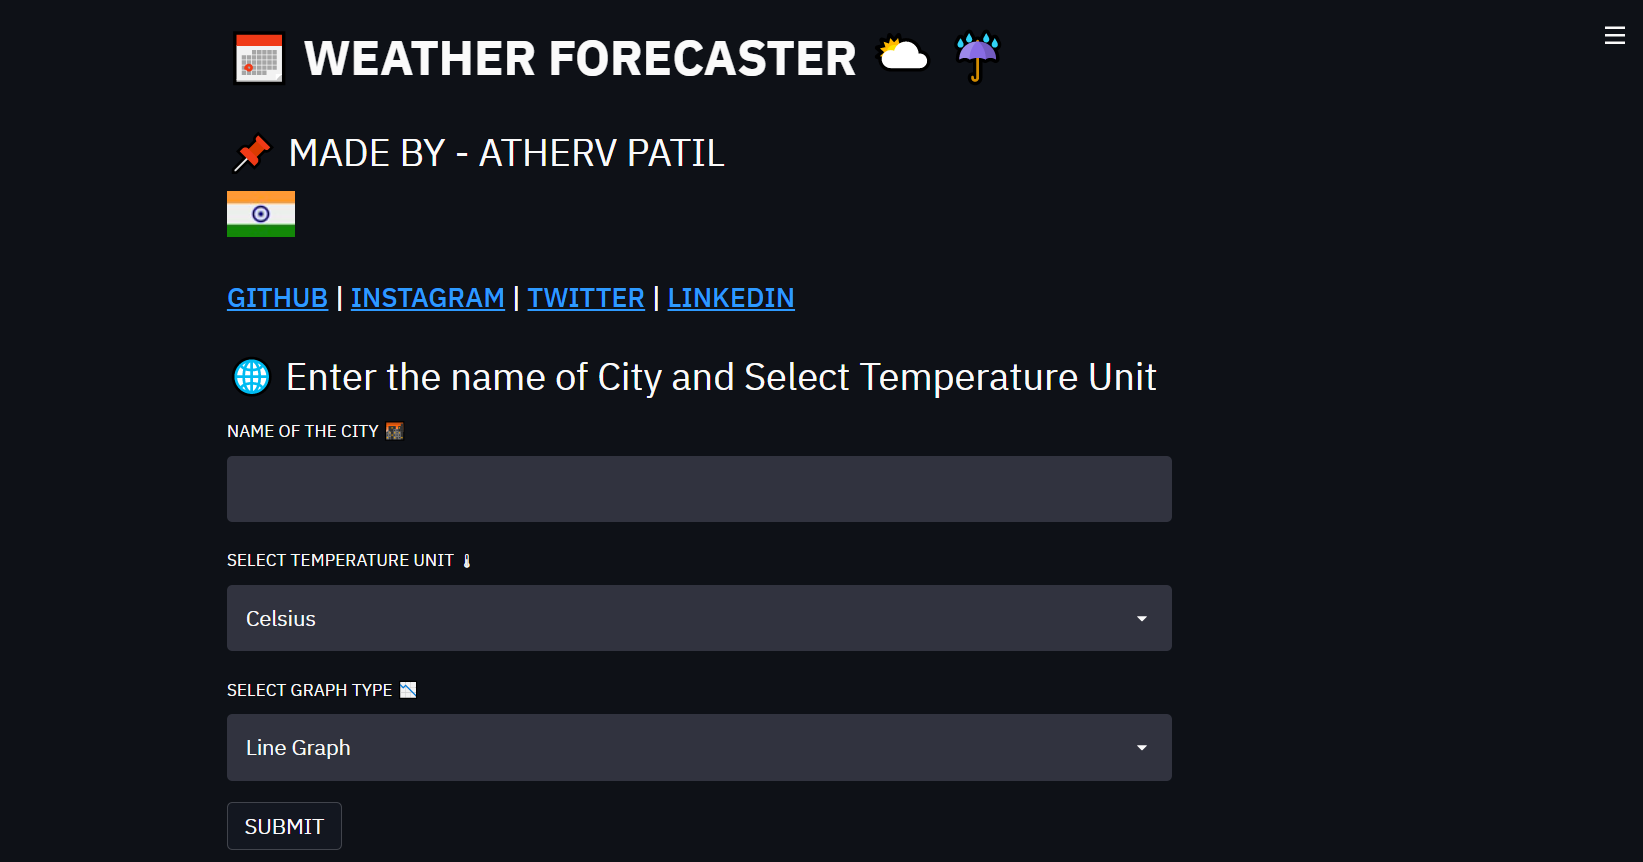 WEATHER FORECASTER
MADE BY - ATHERV PATIL
GITHUB | INSTAGRAM | TWITTER | LINKEDIN
Enter the name of City and Select Temperature Unit
NAME OF THE CITY
SELECT TEMPERATURE UNIT
Celsius
SELECT GRAPH TYPE
Line Graph
SUBMIT